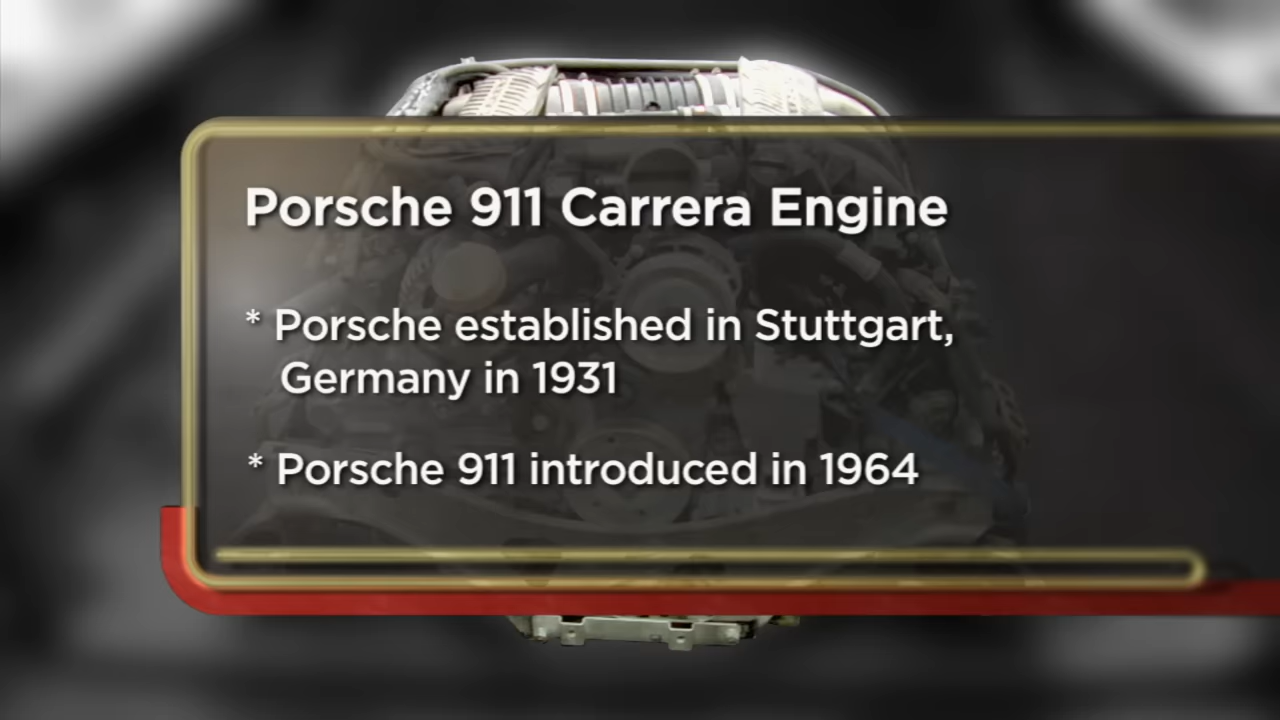 Porsche 911 Carrera Engine
* Porsche established in Stuttgart,
Germany in 1931
* Porsche 911 introduced in 1964